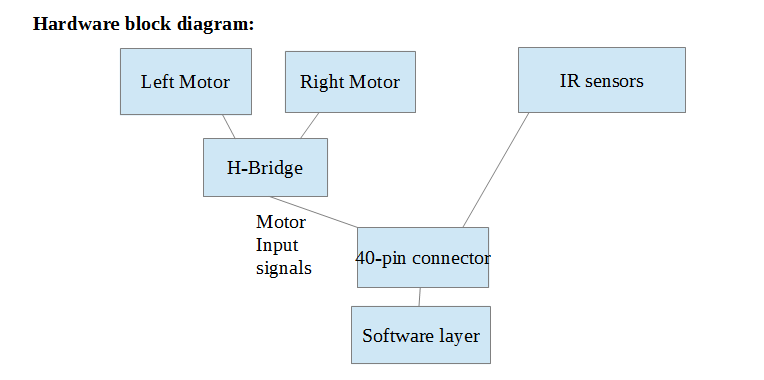 Hardware block diagram:
Left Motor
Right Motor
IR sensors
H-Bridge
Motor
Input
signals
40-pin connector
Software layer